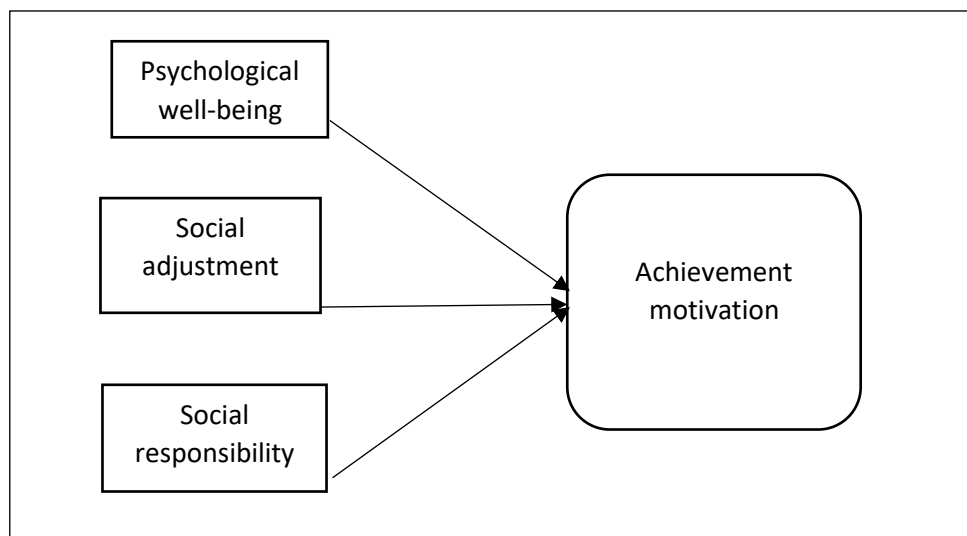 Psychological
well-being
Social
adjustment
Achievement
motivation
Social
responsibility